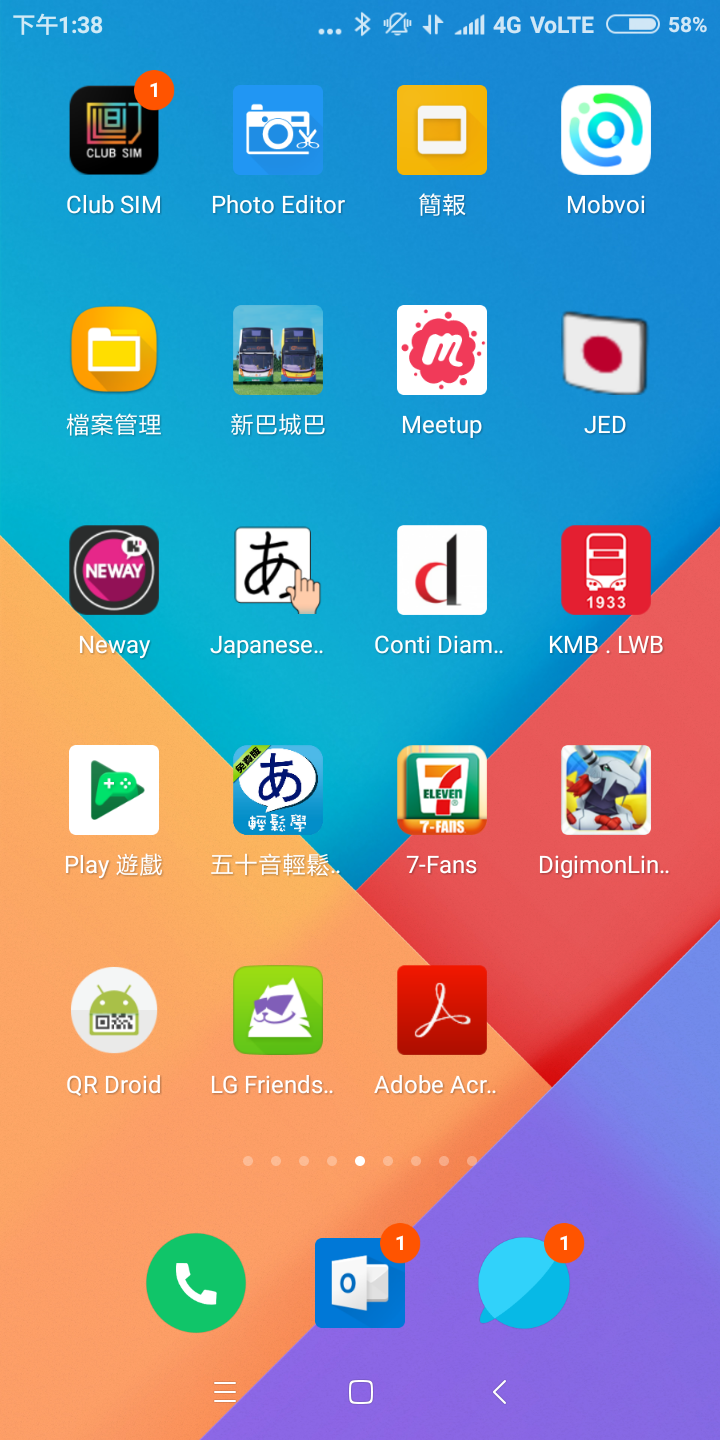 下午1:38
... 4G VoLTE 58%
1
CLUB SIM
Club SIM
Photo Editor
簡報
Mobvoi
檔案管理
新巴城巴
m
Meetup
JED
K
NEWAY
Neway
あ
Japanese..
d
Conti Diam..
1933
KMB . LWB
Play 遊戲
免費版
あ
輕鬆學
五十音輕鬆..
7
ELEVEN
7-FANS
7-Fans
DigimonLin..
QR Droid
LG Friends..
Adobe Acr..
O
1
1